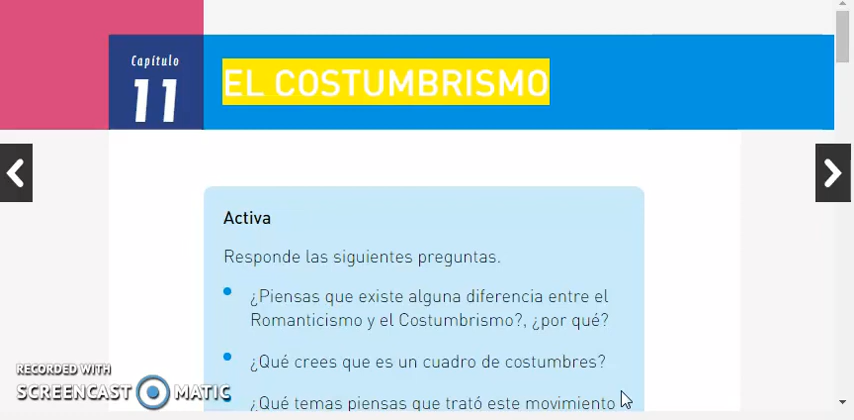 Capítulo
11
EL COSTUMBRISMO
Activa
Responde las siguientes preguntas.
¿Piensas que existe alguna diferencia entre el
Romanticismo y el Costumbrismo?, ¿por qué?
¿Qué crees que es un cuadro de costumbres?
¿Qué temas piensas que trató este movimiento
RECORDED WITH
SCREENCAST MATIC